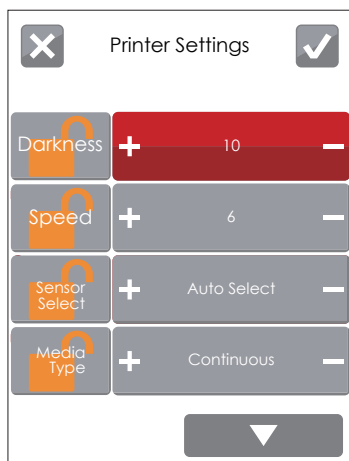 Printer Settings
Darkness
+ 10 −
Speed
+ 6 −
Sensor
Select
+ Auto Select −
Media
Type
+ Continuous −